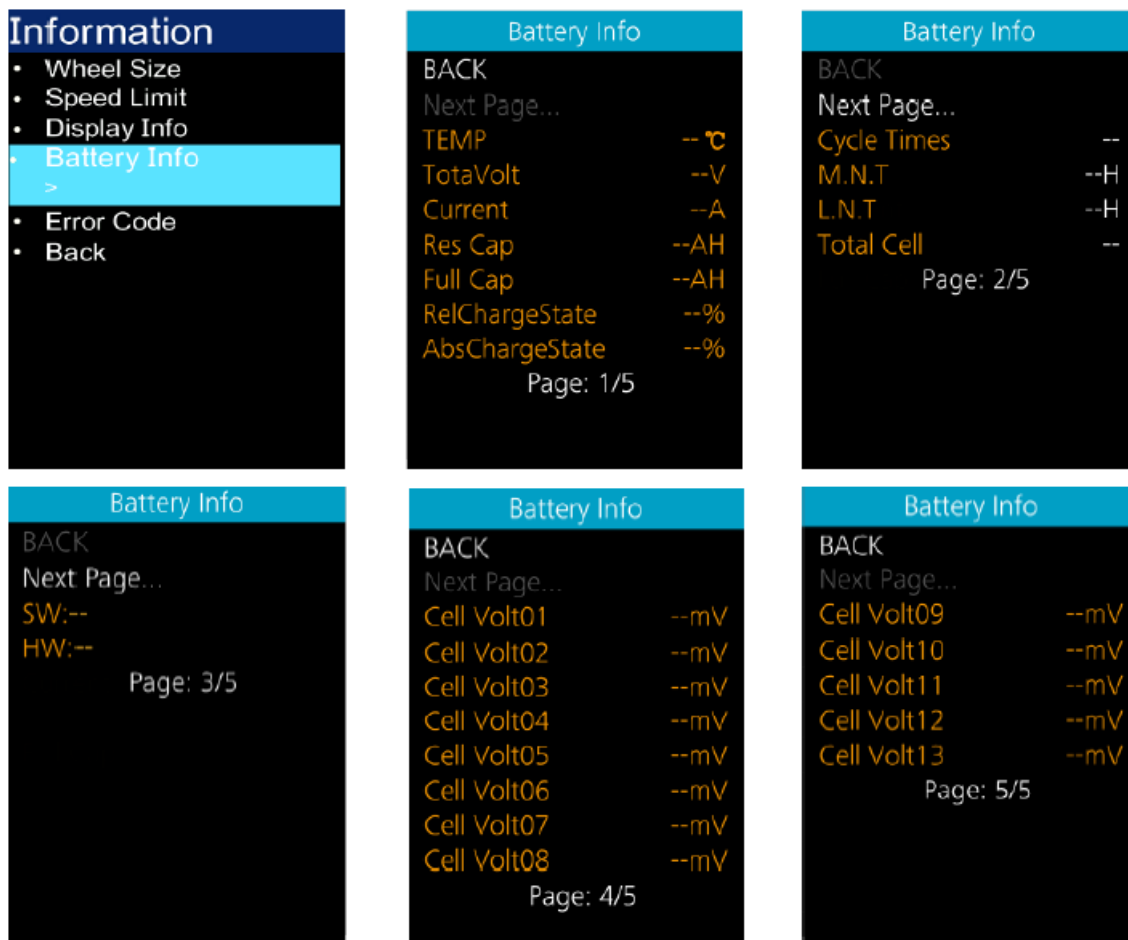 Information
• Wheel Size
• Speed Limit
• Display Info
• Battery Info
>
• Error Code
• Back
Battery Info
BACK
Next Page...
TEMP -- ℃
TotaVolt --V
Current --A
Res Cap --AH
Full Cap --AH
RelChargeState --%
AbsChargeState --%
Page: 1/5
Battery Info
BACK
Next Page...
Cycle Times --
M.N.T --H
L.N.T --H
Total Cell --
Page: 2/5
Battery Info
BACK
Next Page...
SW:--
HW:--
Page: 3/5
Battery Info
BACK
Next Page...
Cell Volt01 --mV
Cell Volt02 --mV
Cell Volt03 --mV
Cell Volt04 --mV
Cell Volt05 --mV
Cell Volt06 --mV
Cell Volt07 --mV
Cell Volt08 --mV
Page: 4/5
Battery Info
BACK
Next Page...
Cell Volt09 --mV
Cell Volt10 --mV
Cell Volt11 --mV
Cell Volt12 --mV
Cell Volt13 --mV
Page: 5/5